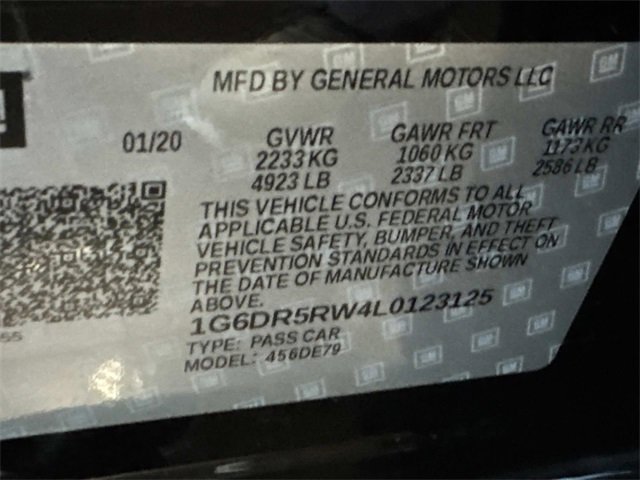 MFD BY GENERAL MOTORS LLC
01/20 GVWR GAWR FRT GAWR RR
2233 KG 1060 KG 1173 KG
4923 LB 2337 LB 2586 LB
THIS VEHICLE CONFORMS TO ALL
APPLICABLE U.S. FEDERAL MOTOR
VEHICLE SAFETY, BUMPER, AND THEFT
PREVENTION STANDARDS IN EFFECT ON
THE DATE OF MANUFACTURE SHOWN
ABOVE.
1G6DR5RW4L0123125
TYPE: PASS CAR
MODEL: 456DE79